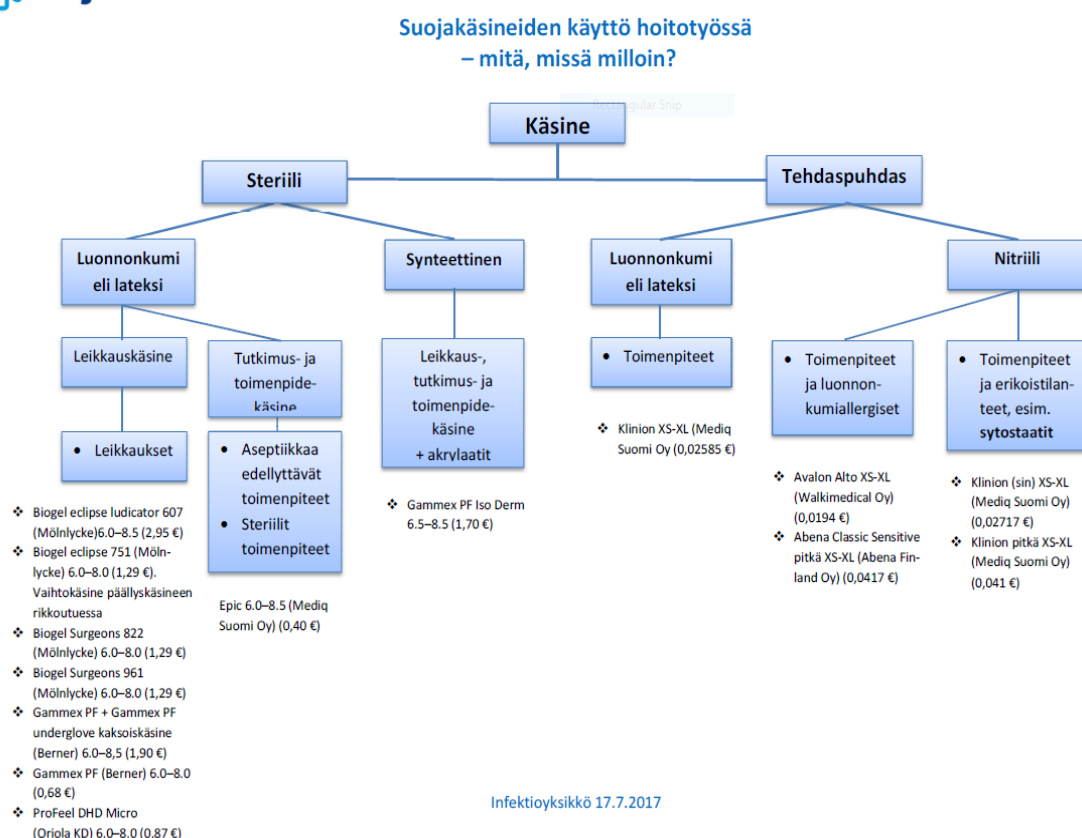 Suojakäsineiden käyttö hoitotyössä
– mitä, missä milloin?
Rectangular Snip
Käsine
Steriili
Tehdaspuhdas
Luonnonkumi
eli lateksi
Synteettinen
Luonnonkumi
eli lateksi
Nitriili
Leikkauskäsine
Tutkimus- ja
toimenpide-
käsine
Leikkaus-,
tutkimus- ja
toimenpide-
käsine
+ akrylaatit
• Toimenpiteet
• Toimenpiteet
ja luonnon-
kumiallergiset
• Toimenpiteet
ja erikoistilan-
teet, esim.
sytostaatit
• Leikkaukset
• Aseptiikkaa
edellyttävät
toimenpiteet
• Steriilit
toimenpiteet
❖ Biogel eclipse Iudicator 607
(Mölnlycke)6.0–8.5 (2,95 €)
❖ Biogel eclipse 751 (Möln-
lycke) 6.0–8.0 (1,29 €).
Vaihtokäsine päällyskäsineen
rikkoutuessa
❖ Biogel Surgeons 822
(Mölnlycke) 6.0–8.0 (1,29 €)
❖ Biogel Surgeons 961
(Mölnlycke) 6.0–8.0 (1,29 €)
❖ Gammex PF + Gammex PF
underglove kaksoiskäsine
(Berner) 6.0–8,5 (1,90 €)
❖ Gammex PF (Berner) 6.0–8.0
(0,68 €)
❖ ProFeel DHD Micro
(Oriola KD) 6.0–8.0 (0.87 €)
Epic 6.0–8.5 (Mediq
Suomi Oy) (0,40 €)
❖ Gammex PF Iso Derm
6.5–8.5 (1,70 €)
❖ Klinion XS-XL (Mediq
Suomi Oy (0,02585 €)
❖ Avalon Alto XS-XL
(Walkimedical Oy)
(0,0194 €)
❖ Abena Classic Sensitive
pitkä XS-XL (Abena Fin-
land Oy) (0,0417 €)
❖ Klinion (sin) XS-XL
(Mediq Suomi Oy)
(0,02717 €)
❖ Klinion pitkä XS-XL
(Mediq Suomi Oy)
(0,041 €)
Infektioyksikkö 17.7.2017